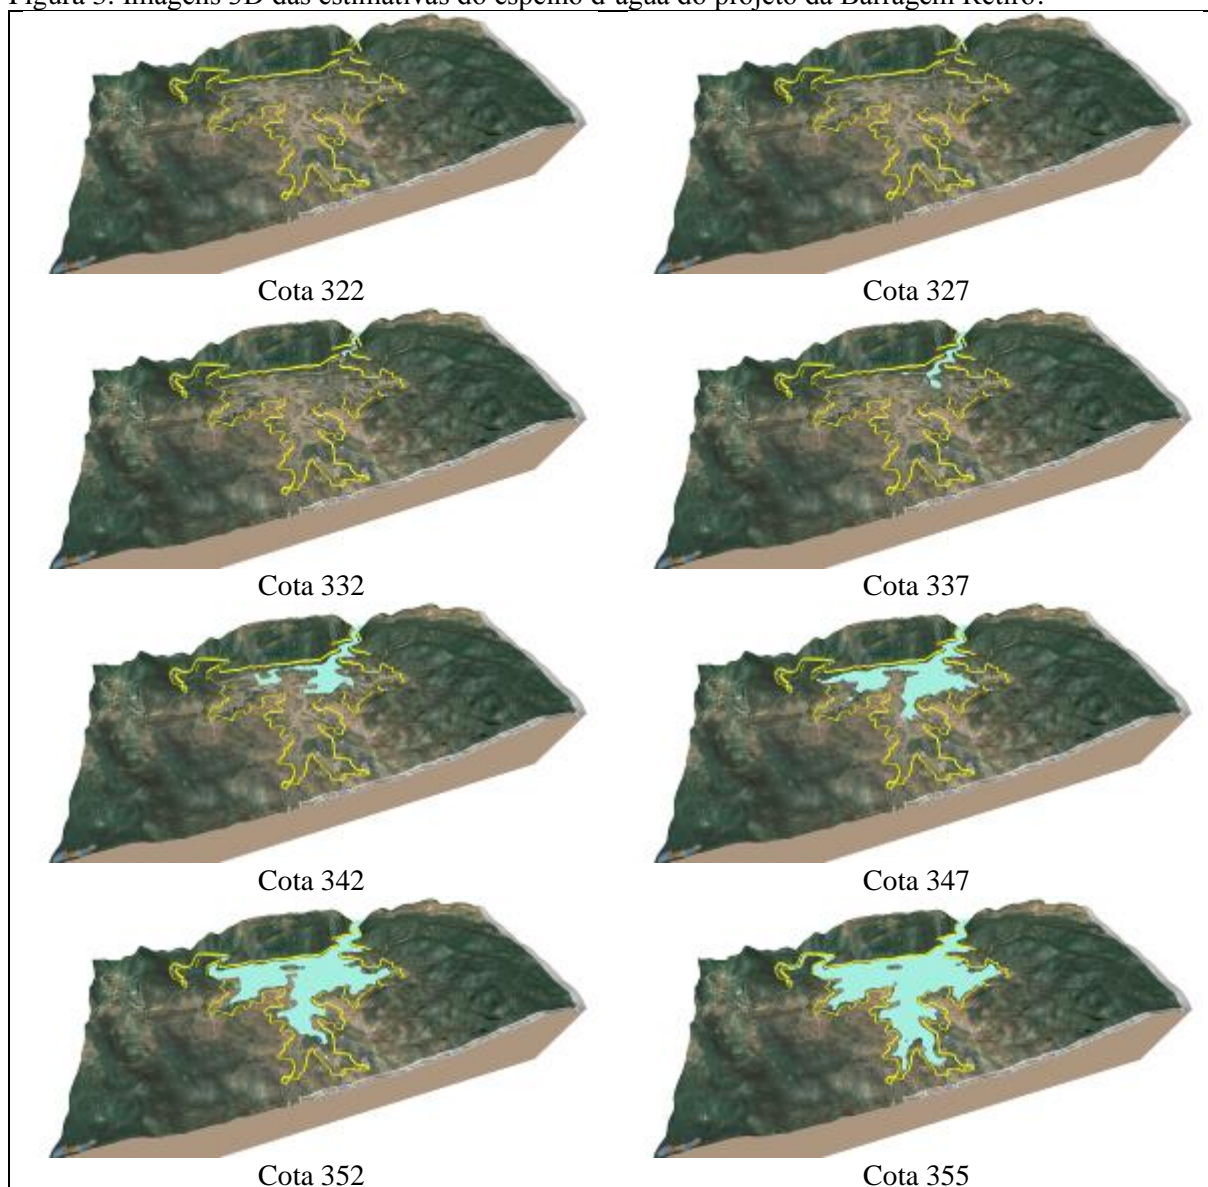 Figura 3: Imagens 3D das estimativas do espelho d'água do projeto da Barragem Retiro.
Cota 322
Cota 327
Cota 332
Cota 337
Cota 342
Cota 347
Cota 352
Cota 355